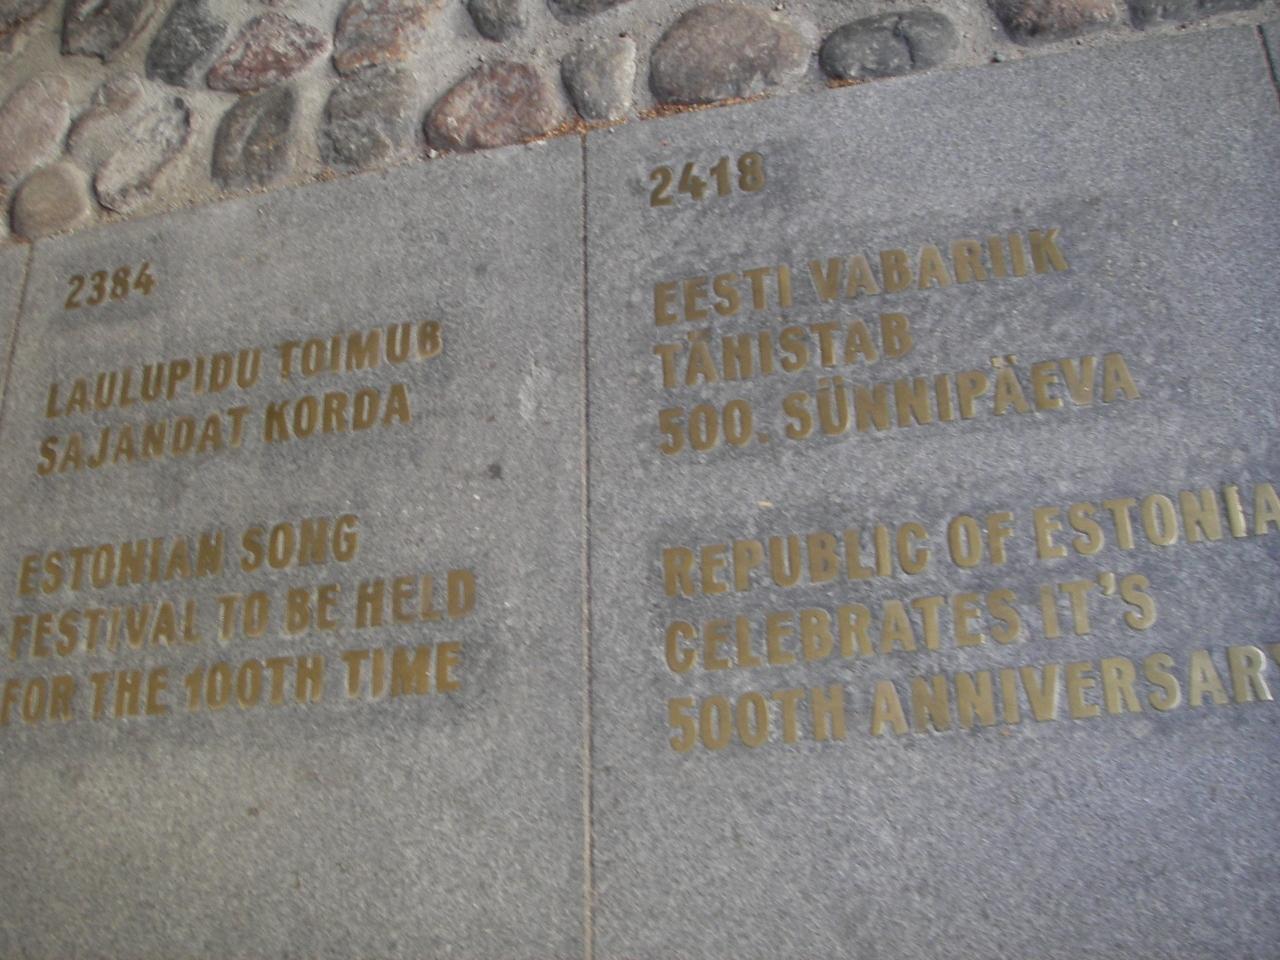 2384
LAULUPIDU TOIMUB
SAJANDAT KORDA
ESTONIAN SONG
FESTIVAL TO BE HELD
FOR THE 100TH TIME
2418
EESTI VABARIIK
TÄHISTAB
500. SÜNNIPÄEVA
REPUBLIC OF ESTONIA
CELEBRATES IT'S
500TH ANNIVERSARY